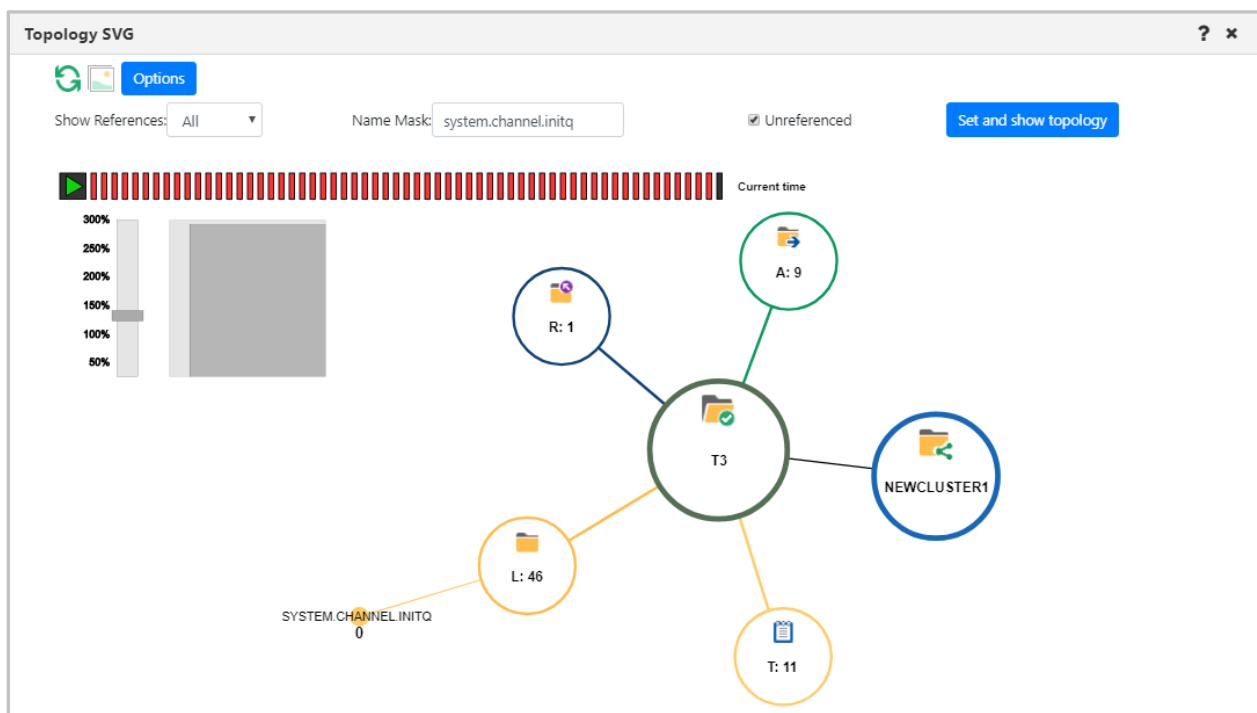 Topology SVG
? ×
Options
Show References: All
Name Mask: system.channel.initq
Unreferenced
Set and show topology
Current time
300%
250%
200%
150%
100%
50%
A: 9
R: 1
T3
NEWCLUSTER1
L: 46
SYSTEM.CHANNEL.INITQ
0
T: 11